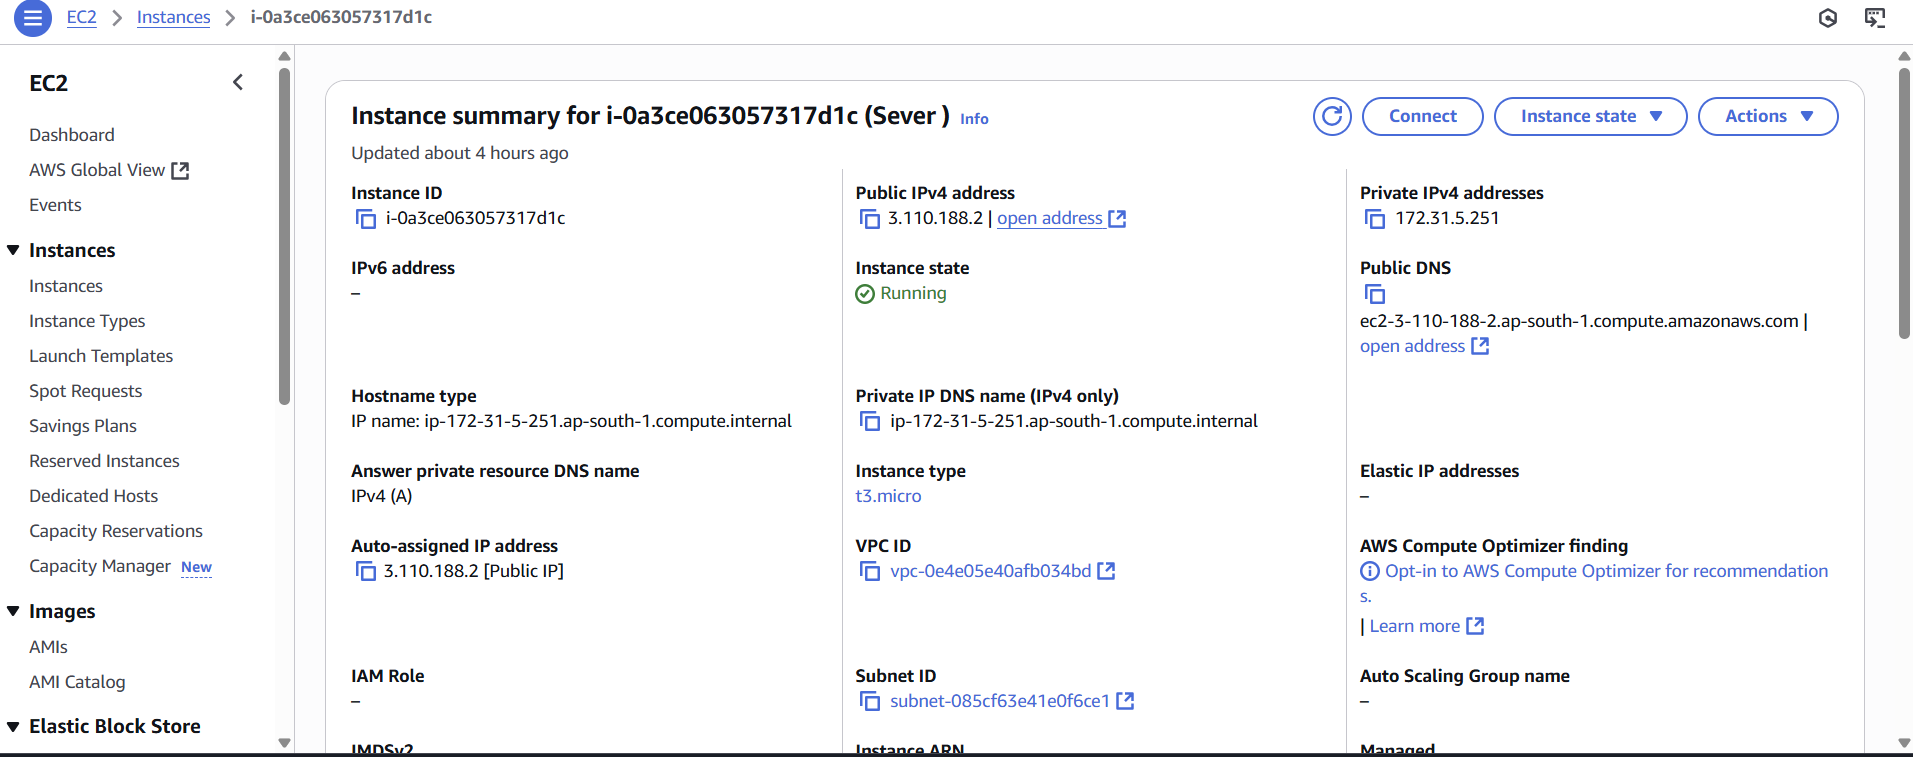 EC2 > Instances > i-0a3ce063057317d1c
EC2
Dashboard
AWS Global View
Events
Instances
Instances
Instance Types
Launch Templates
Spot Requests
Savings Plans
Reserved Instances
Dedicated Hosts
Capacity Reservations
Capacity Manager New
Images
AMIs
AMI Catalog
Elastic Block Store
Instance summary for i-0a3ce063057317d1c (Sever ) Info
Connect
Instance state
Actions
Updated about 4 hours ago
Instance ID
i-0a3ce063057317d1c
Public IPv4 address
3.110.188.2 | open address
Private IPv4 addresses
172.31.5.251
IPv6 address
–
Instance state
Running
Public DNS
ec2-3-110-188-2.ap-south-1.compute.amazonaws.com |
open address
Hostname type
IP name: ip-172-31-5-251.ap-south-1.compute.internal
Private IP DNS name (IPv4 only)
ip-172-31-5-251.ap-south-1.compute.internal
Answer private resource DNS name
IPv4 (A)
Instance type
t3.micro
Elastic IP addresses
–
Auto-assigned IP address
3.110.188.2 [Public IP]
VPC ID
vpc-0e4e05e40afb034bd
AWS Compute Optimizer finding
Opt-in to AWS Compute Optimizer for recommendation
s.
| Learn more
IAM Role
–
Subnet ID
subnet-085cf63e41e0f6ce1
Auto Scaling Group name
–
IMDSv2
Instance ARN
Managed